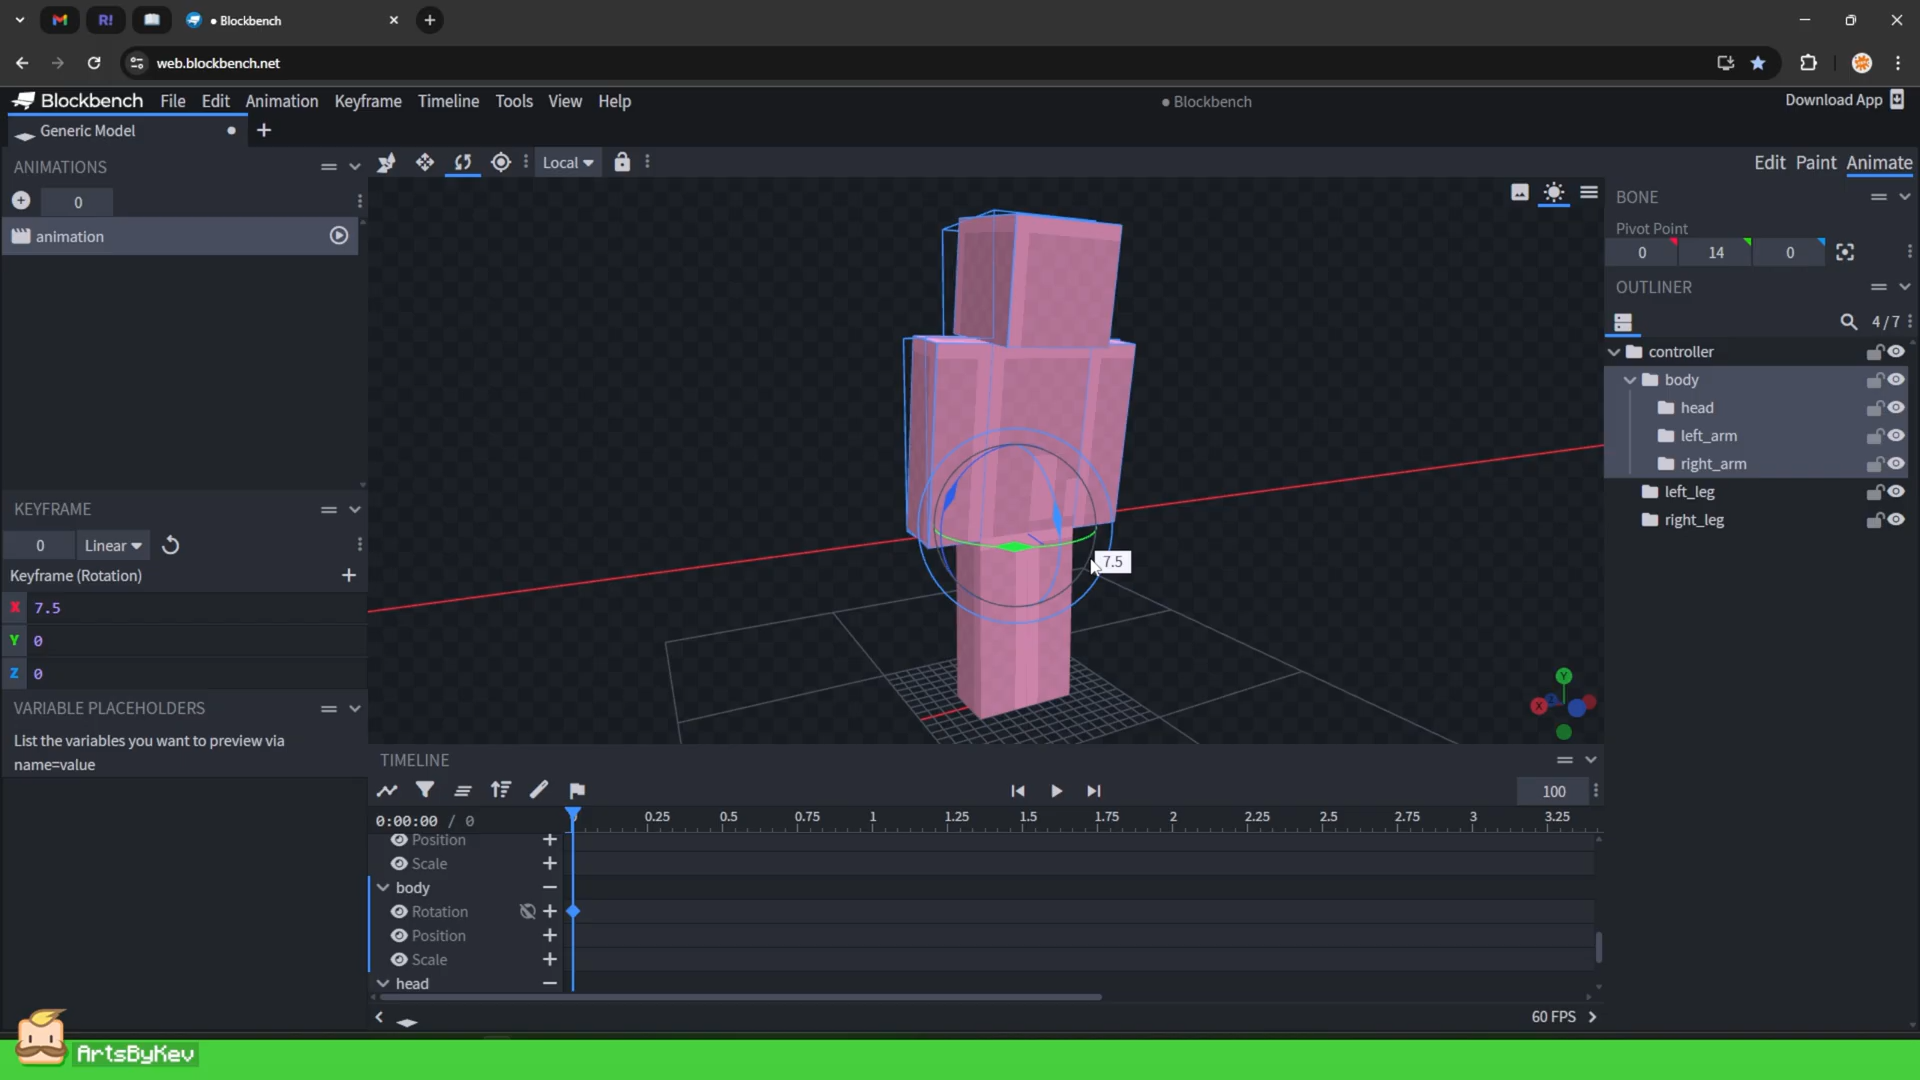 R!
• Blockbench
web.blockbench.net
Blockbench File Edit Animation Keyframe Timeline Tools View Help
• Blockbench
Download App
Generic Model
ANIMATIONS
Local
Edit Paint Animate
0
animation
BONE
Pivot Point
0 14 0
OUTLINER
4/7
controller
body
head
left_arm
right_arm
left_leg
right_leg
KEYFRAME
0 Linear
Keyframe (Rotation)
X 7.5
Y 0
Z 0
7.5
Y
X
Z
VARIABLE PLACEHOLDERS
List the variables you want to preview via
name=value
TIMELINE
100
0:00:00 / 0
0 0.25 0.5 0.75 1 1.25 1.5 1.75 2 2.25 2.5 2.75 3 3.25
Position
Scale
body
Rotation
Position
Scale
head
60 FPS
ArtsByKev